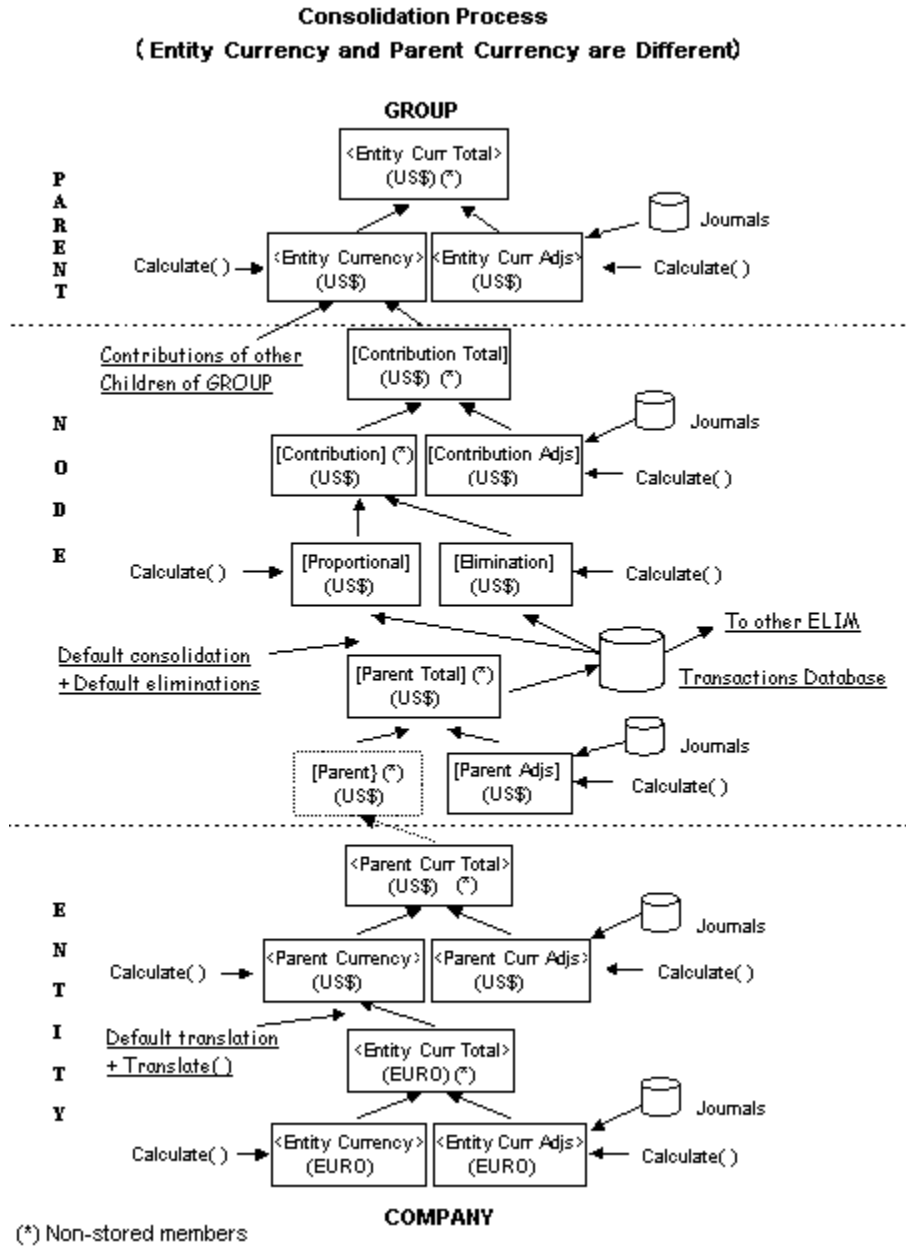 Consolidation Process
( Entity Currency and Parent Currency are Different)
GROUP
<Entity Curr Total>
(US$) (*)
P
A
R
E
N
T
Journals
<Entity Currency>
(US$)
<Entity Curr Adjs>
(US$)
Calculate( )
Calculate( )
Contributions of other
Children of GROUP
[Contribution Total]
(US$) (*)
N
O
D
E
Journals
[Contribution] (*)
(US$)
[Contribution Adjs]
(US$)
Calculate( )
Calculate( )
[Proportional]
(US$)
[Elimination]
(US$)
Calculate( )
To other ELIM
Default consolidation
+ Default eliminations
[Parent Total] (*)
(US$)
Transactions Database
Journals
[Parent} (*)
(US$)
[Parent Adjs]
(US$)
Calculate( )
<Parent Curr Total>
(US$) (*)
E
N
T
I
T
Y
Journals
<Parent Currency>
(US$)
<Parent Curr Adjs>
(US$)
Calculate( )
Calculate( )
Default translation
+ Translate( )
<Entity Curr Total>
(EURO) (*)
Journals
<Entity Currency>
(EURO)
<Entity Curr Adjs>
(EURO)
Calculate( )
Calculate( )
COMPANY
(*) Non-stored members